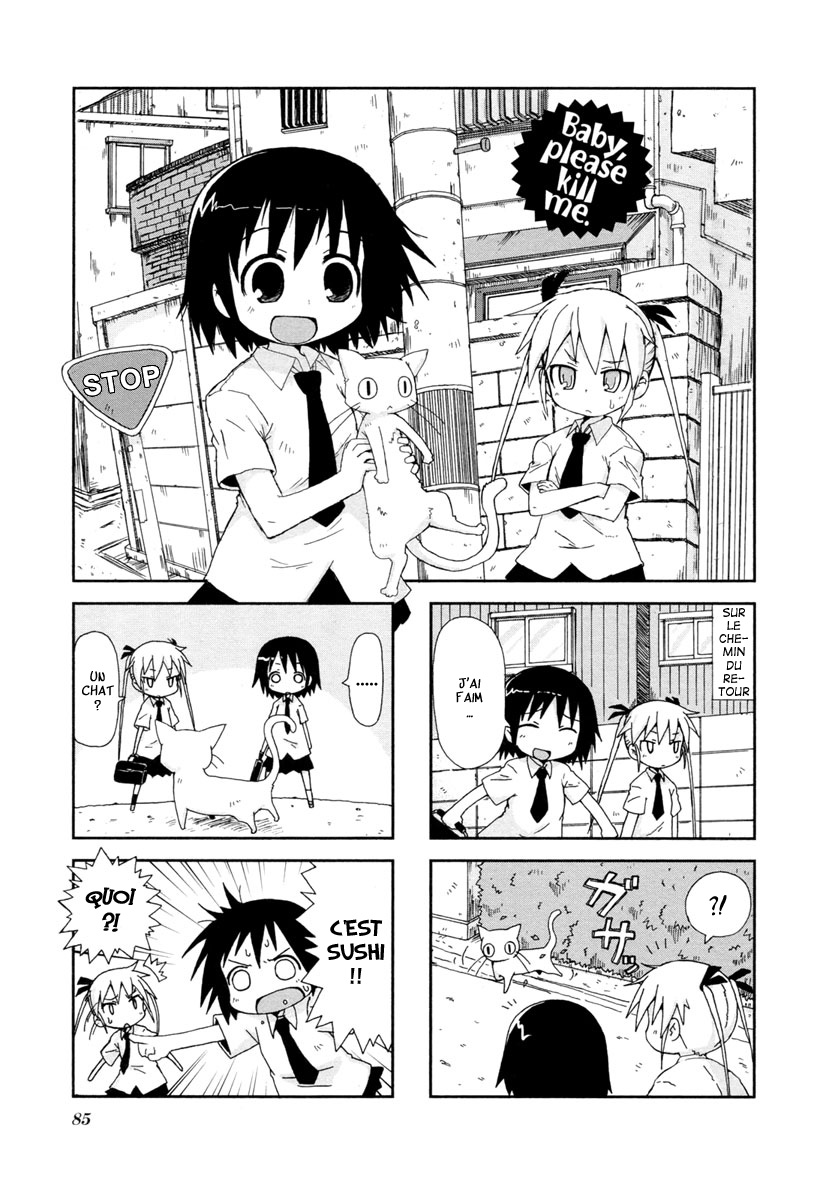 Baby,
please
kill
me.
STOP
SUR
LE
CHE-
MIN
DU
RE-
TOUR
J'AI
FAIM
...
?!
ガサッ
......
UN
CHAT
?
C'EST
SUSHI
!!
QUOI
?!
85